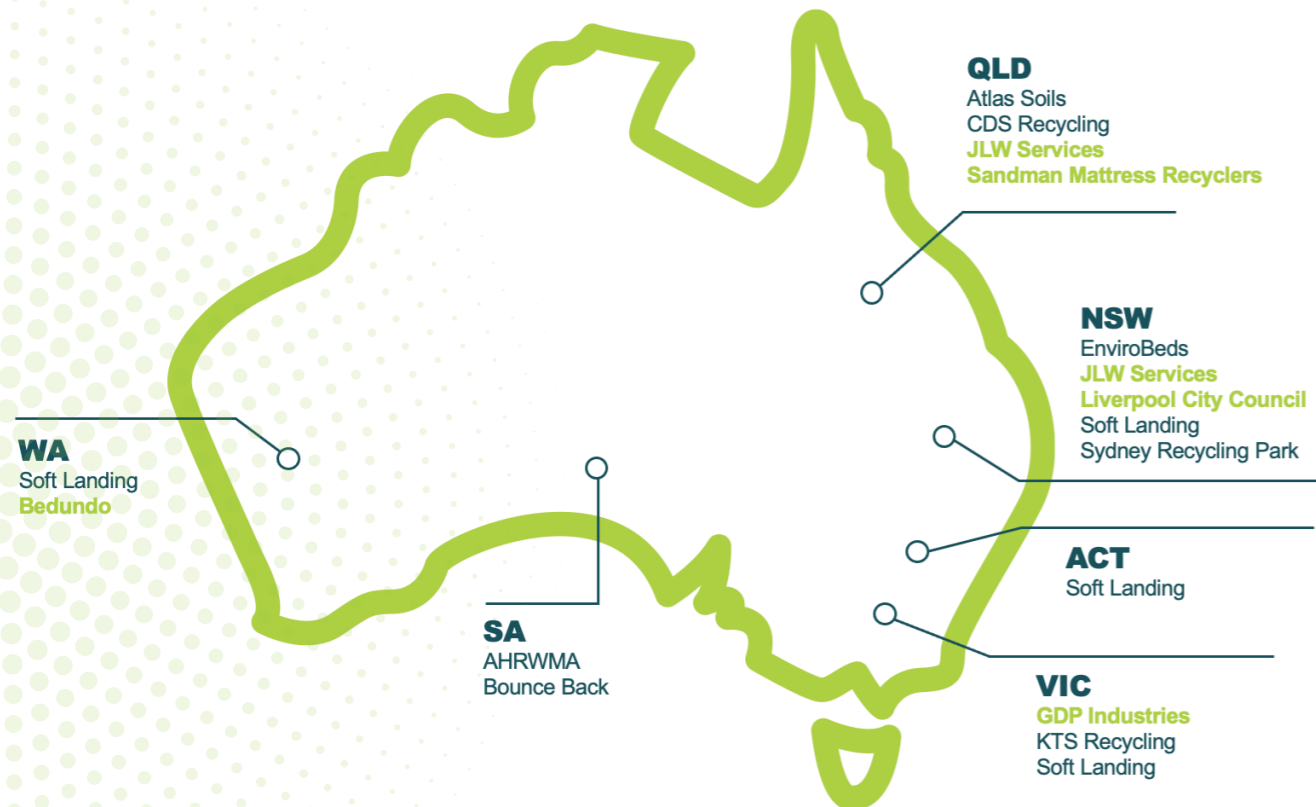 QLD
Atlas Soils
CDS Recycling
JLW Services
Sandman Mattress Recyclers
NSW
EnviroBeds
JLW Services
Liverpool City Council
Soft Landing
Sydney Recycling Park
WA
Soft Landing
Bedundo
ACT
Soft Landing
SA
AHRWMA
Bounce Back
VIC
GDP Industries
KTS Recycling
Soft Landing